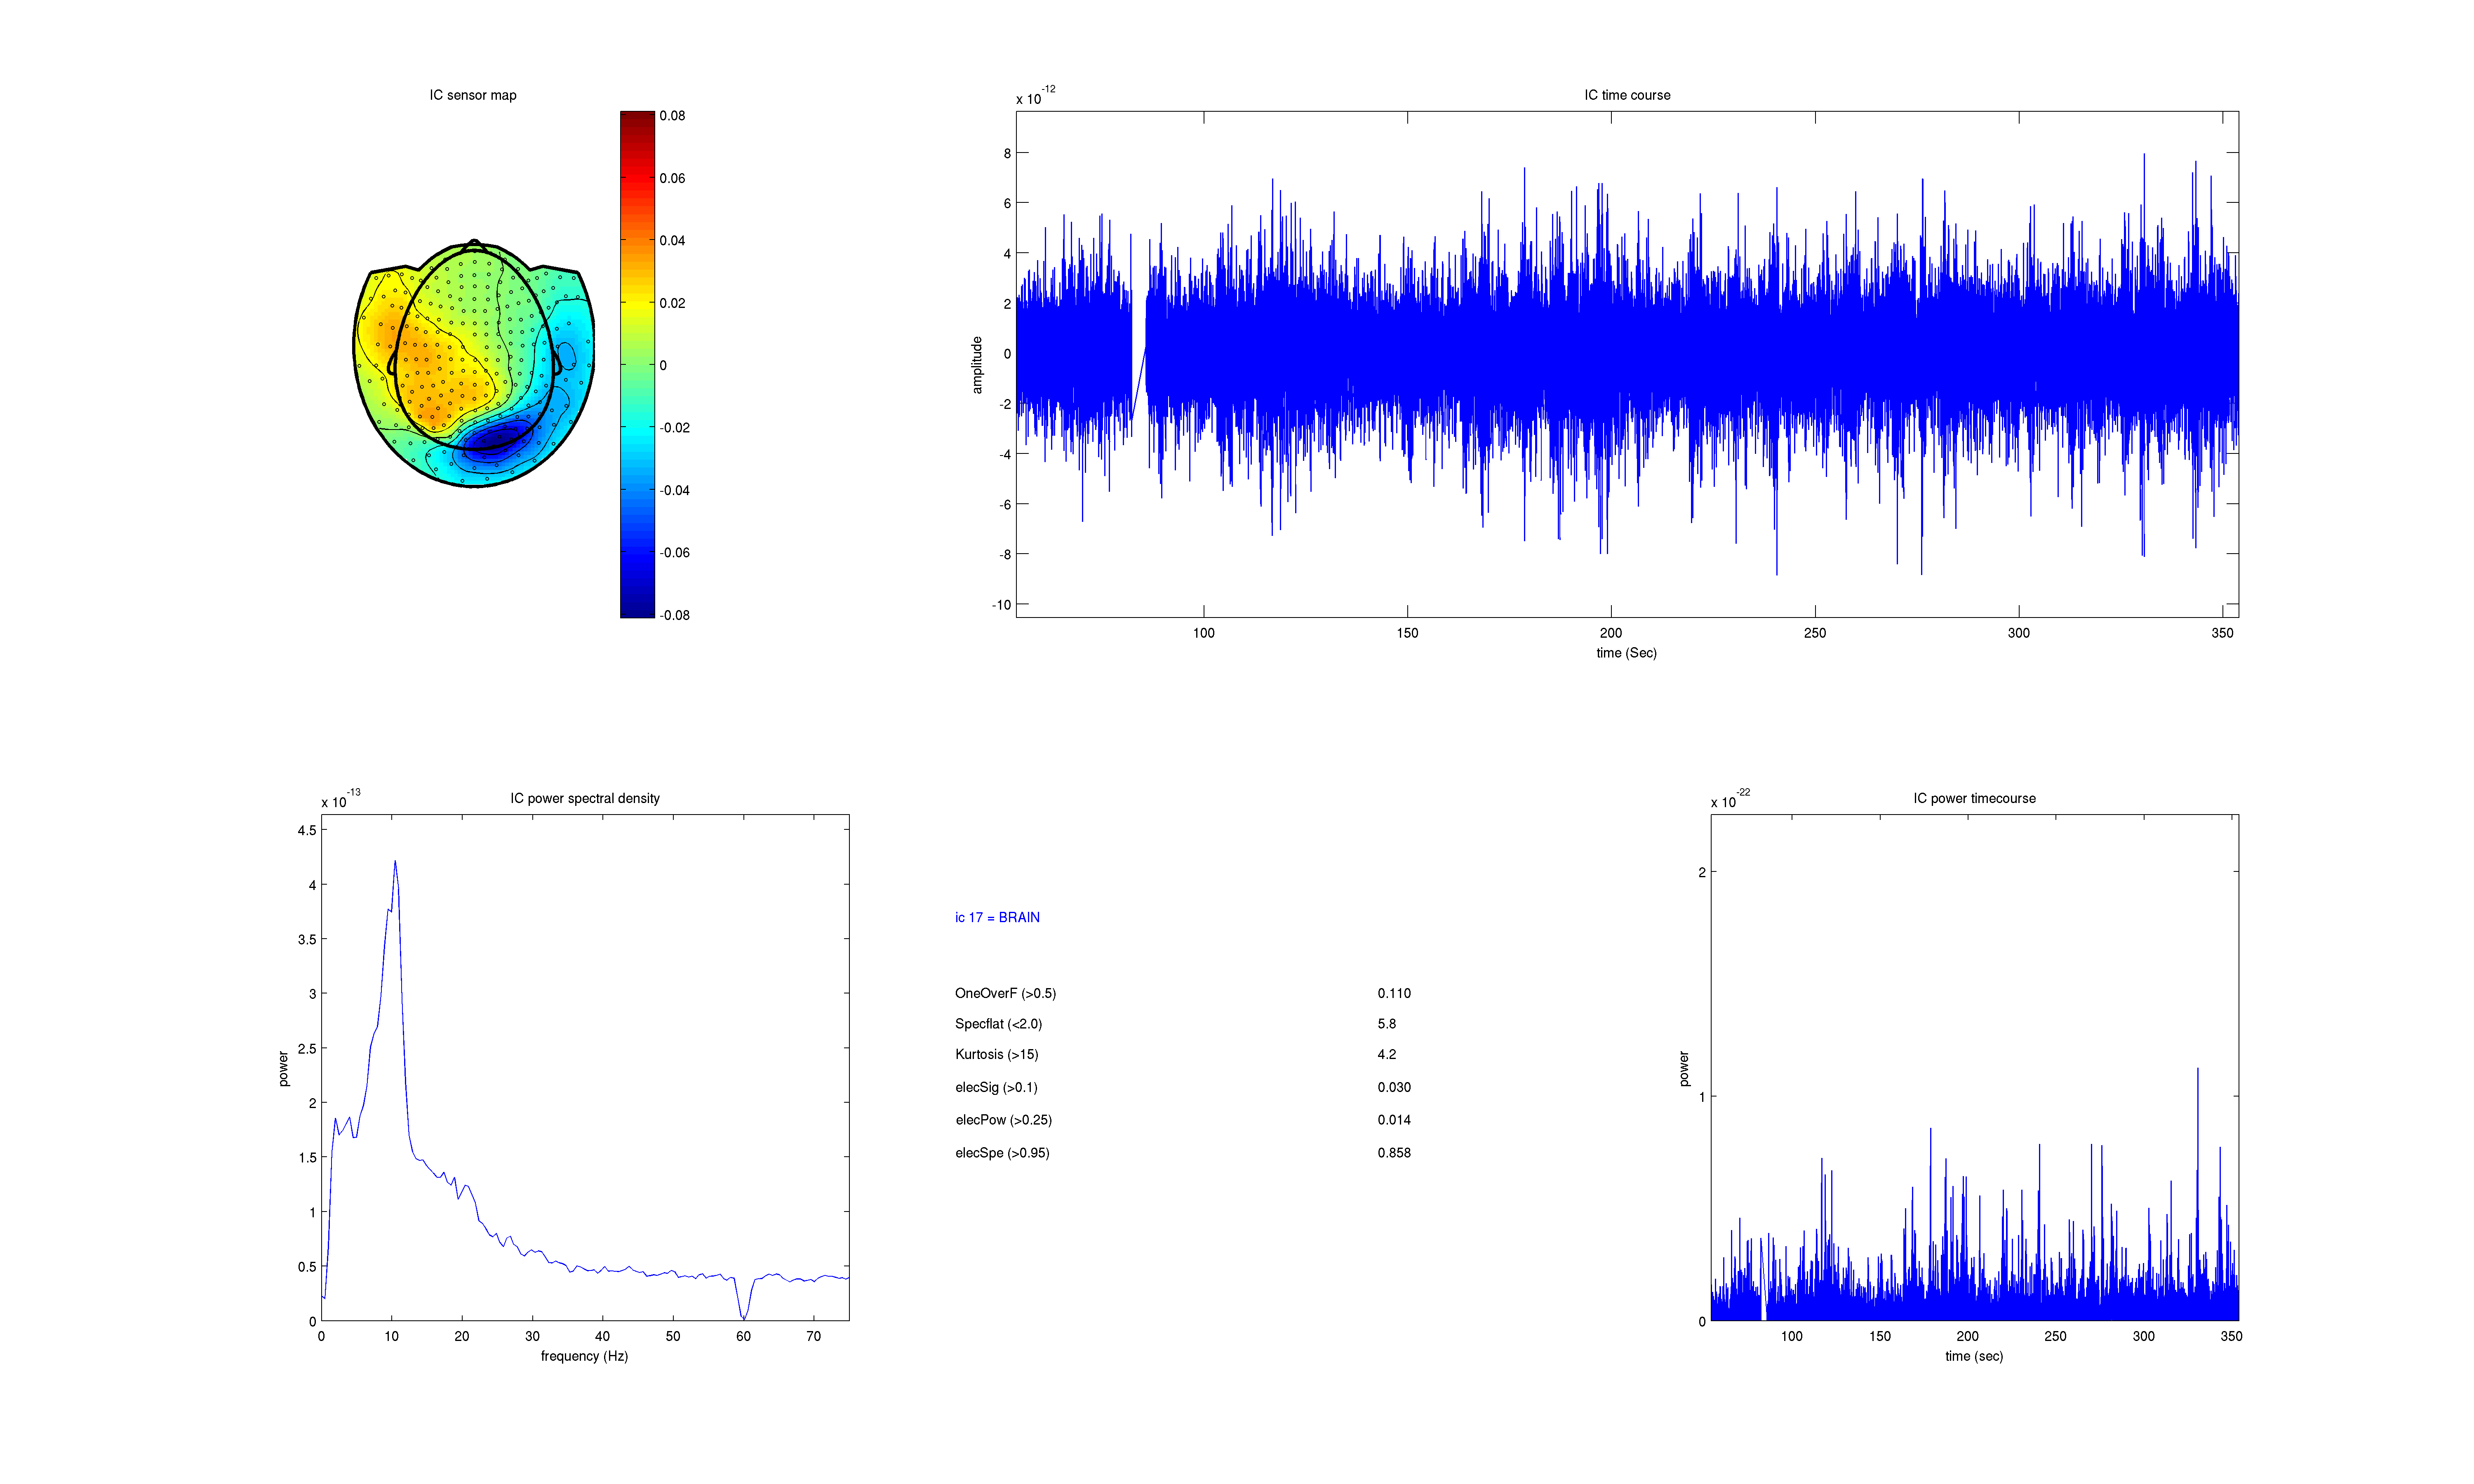 IC sensor map
0.08
0.06
0.04
0.02
0
-0.02
-0.04
-0.06
-0.08
x 10-12
IC time course
8
6
4
2
0
-2
-4
-6
-8
-10
amplitude
100 150 200 250 300 350
time (Sec)
x 10-13
IC power spectral density
4.5
4
3.5
3
2.5
2
1.5
1
0.5
0
power
0 10 20 30 40 50 60 70
frequency (Hz)
ic 17 = BRAIN
OneOverF (>0.5) 0.110
Specflat (<2.0) 5.8
Kurtosis (>15) 4.2
elecSig (>0.1) 0.030
elecPow (>0.25) 0.014
elecSpe (>0.95) 0.858
x 10-22
IC power timecourse
2
1
0
power
100 150 200 250 300 350
time (sec)